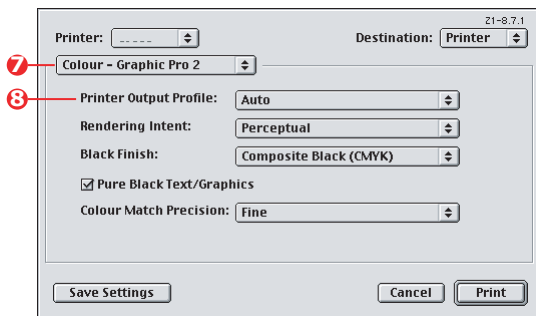 Z1-8.7.1
Printer: Destination: Printer
7 Colour - Graphic Pro 2
8 Printer Output Profile: Auto
Rendering Intent: Perceptual
Black Finish: Composite Black (CMYK)
Pure Black Text/Graphics
Colour Match Precision: Fine
Save Settings Cancel Print